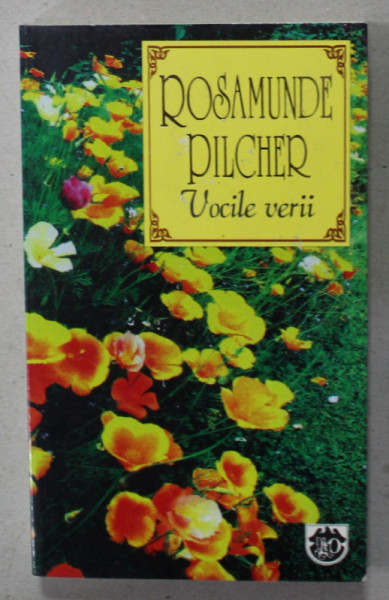 ROSAMUNDE
PILCHER
Vocile verii